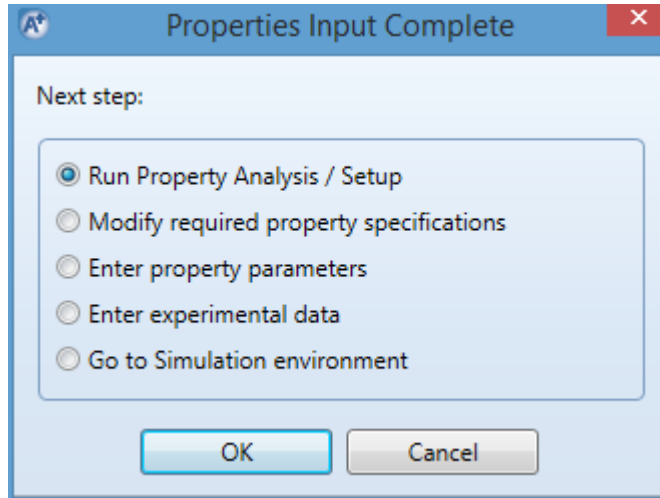 Properties Input Complete
Next step:
Run Property Analysis / Setup
Modify required property specifications
Enter property parameters
Enter experimental data
Go to Simulation environment
OK
Cancel